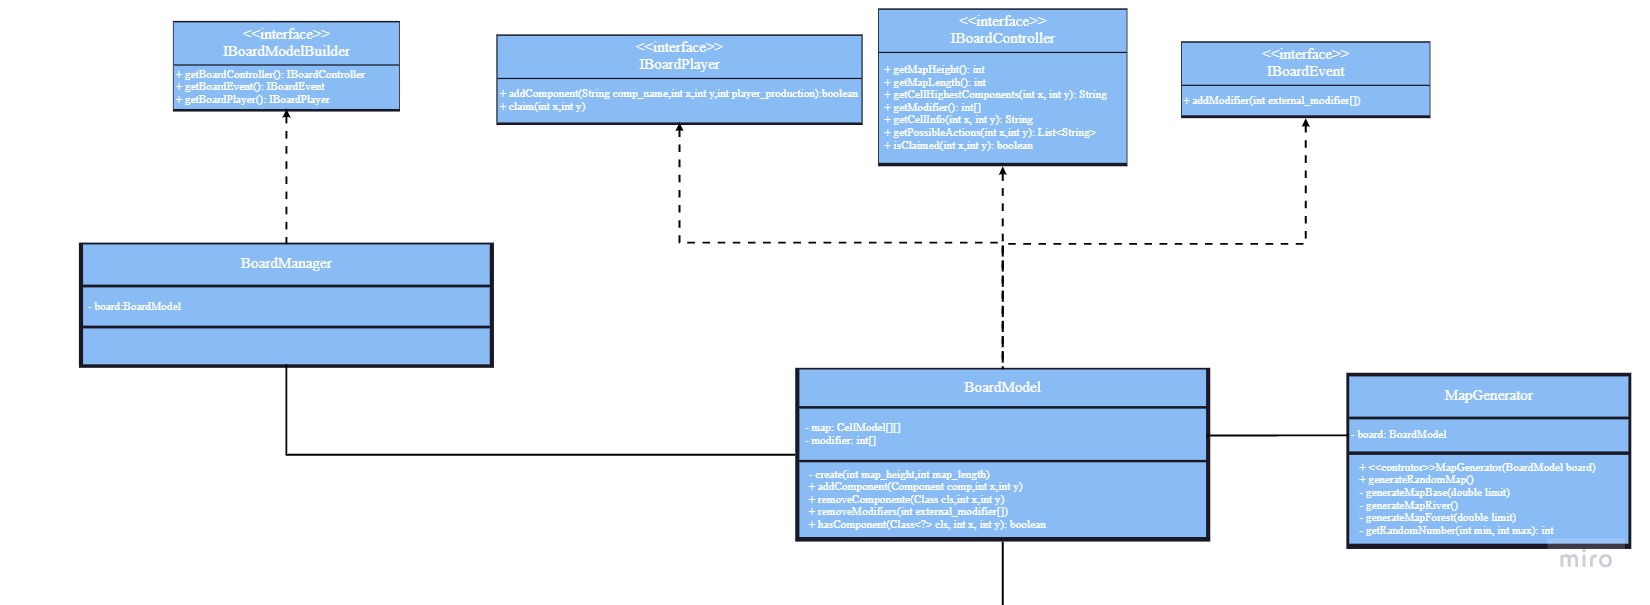 <<interface>>
IBoardModelBuilder
+ getBoardController(): IBoardController
+ getBoardEvent(): IBoardEvent
+ getBoardPlayer(): IBoardPlayer
<<interface>>
IBoardPlayer
+ addComponent(String comp_name,int x,int y,int player_production):boolean
+ claim(int x,int y)
<<interface>>
IBoardController
+ getMapHeight(): int
+ getMapLength(): int
+ getCellHighestComponents(int x, int y): String
+ getModifier(): int[]
+ getCellInfo(int x, int y): String
+ getPossibleActions(int x,int y): List<String>
+ isClaimed(int x,int y): boolean
<<interface>>
IBoardEvent
+ addModifier(int external_modifier[])
BoardManager
- board:BoardModel
BoardModel
- map: CellModel[][]
- modifier: int[]
- create(int map_height,int map_length)
+ addComponent(Component comp,int x,int y)
+ removeComponente(Class cls,int x,int y)
+ removeModifiers(int external_modifier[])
+ hasComponent(Class<?> cls, int x, int y): boolean
MapGenerator
- board: BoardModel
+ <<contrutor>>MapGenerator(BoardModel board)
+ generateRandomMap()
- generateMapBase(double limit)
- generateMapRiver()
- generateMapForest(double limit)
- getRandomNumber(int min, int max): int
miro